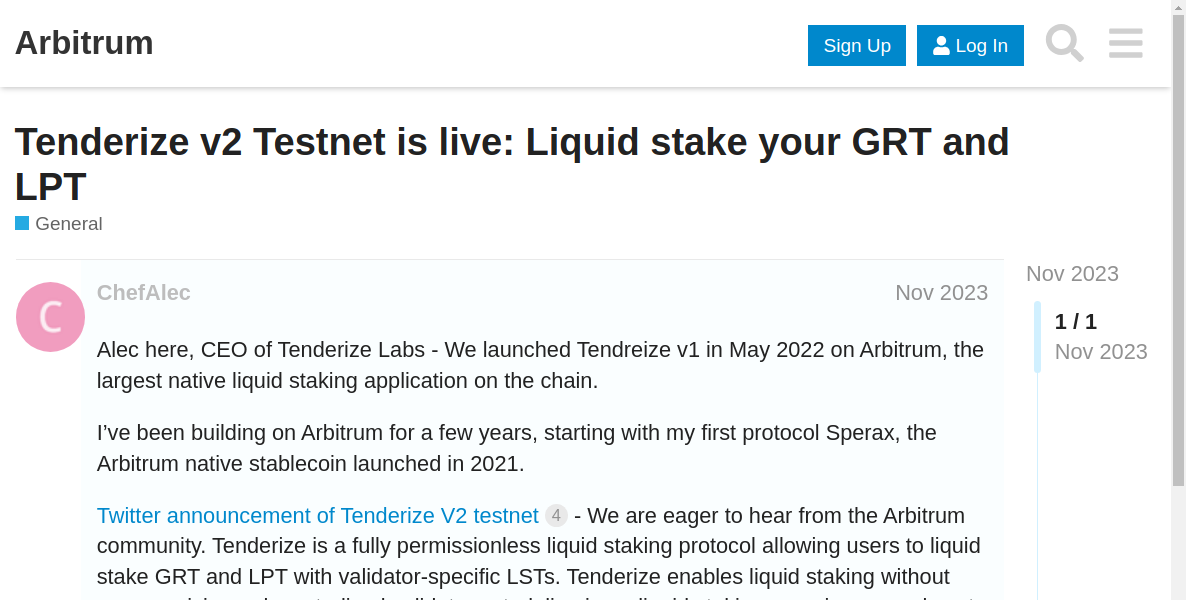 Arbitrum
Sign Up
Log In
Tenderize v2 Testnet is live: Liquid stake your GRT and
LPT
General
C
ChefAlec
Nov 2023
Nov 2023
1 / 1
Nov 2023
Alec here, CEO of Tenderize Labs - We launched Tendreize v1 in May 2022 on Arbitrum, the
largest native liquid staking application on the chain.
I’ve been building on Arbitrum for a few years, starting with my first protocol Sperax, the
Arbitrum native stablecoin launched in 2021.
Twitter announcement of Tenderize V2 testnet 4 - We are eager to hear from the Arbitrum
community. Tenderize is a fully permissionless liquid staking protocol allowing users to liquid
stake GRT and LPT with validator-specific LSTs. Tenderize enables liquid staking without